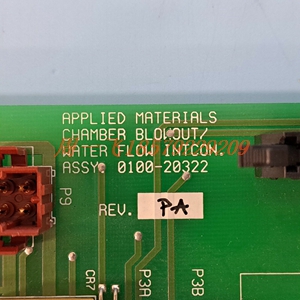 APPLIED MATERIALS
CHAMBER BLOWOUT/
WATER FLOW INTCON.
ASSY. 0100-20322
REV. PA
P9
CR7
P3A
P3B